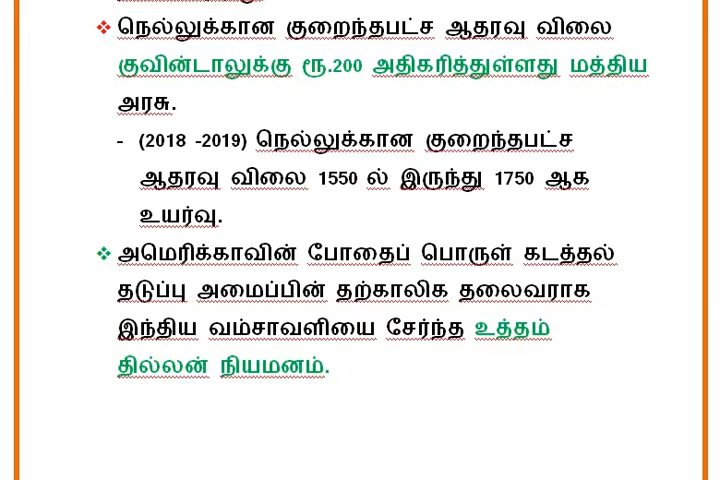 நெல்லுக்கான குறைந்தபட்ச ஆதரவு விலை
குவின்டாலுக்கு ரூ.200 அதிகரித்துள்ளது மத்திய
அரசு.
- (2018 -2019) நெல்லுக்கான குறைந்தபட்ச
ஆதரவு விலை 1550 ல் இருந்து 1750 ஆக
உயர்வு.
அமெரிக்காவின் போதைப் பொருள் கடத்தல்
தடுப்பு அமைப்பின் தற்காலிக தலைவராக
இந்திய வம்சாவளியை சேர்ந்த உத்தம்
தில்லன் நியமனம்.